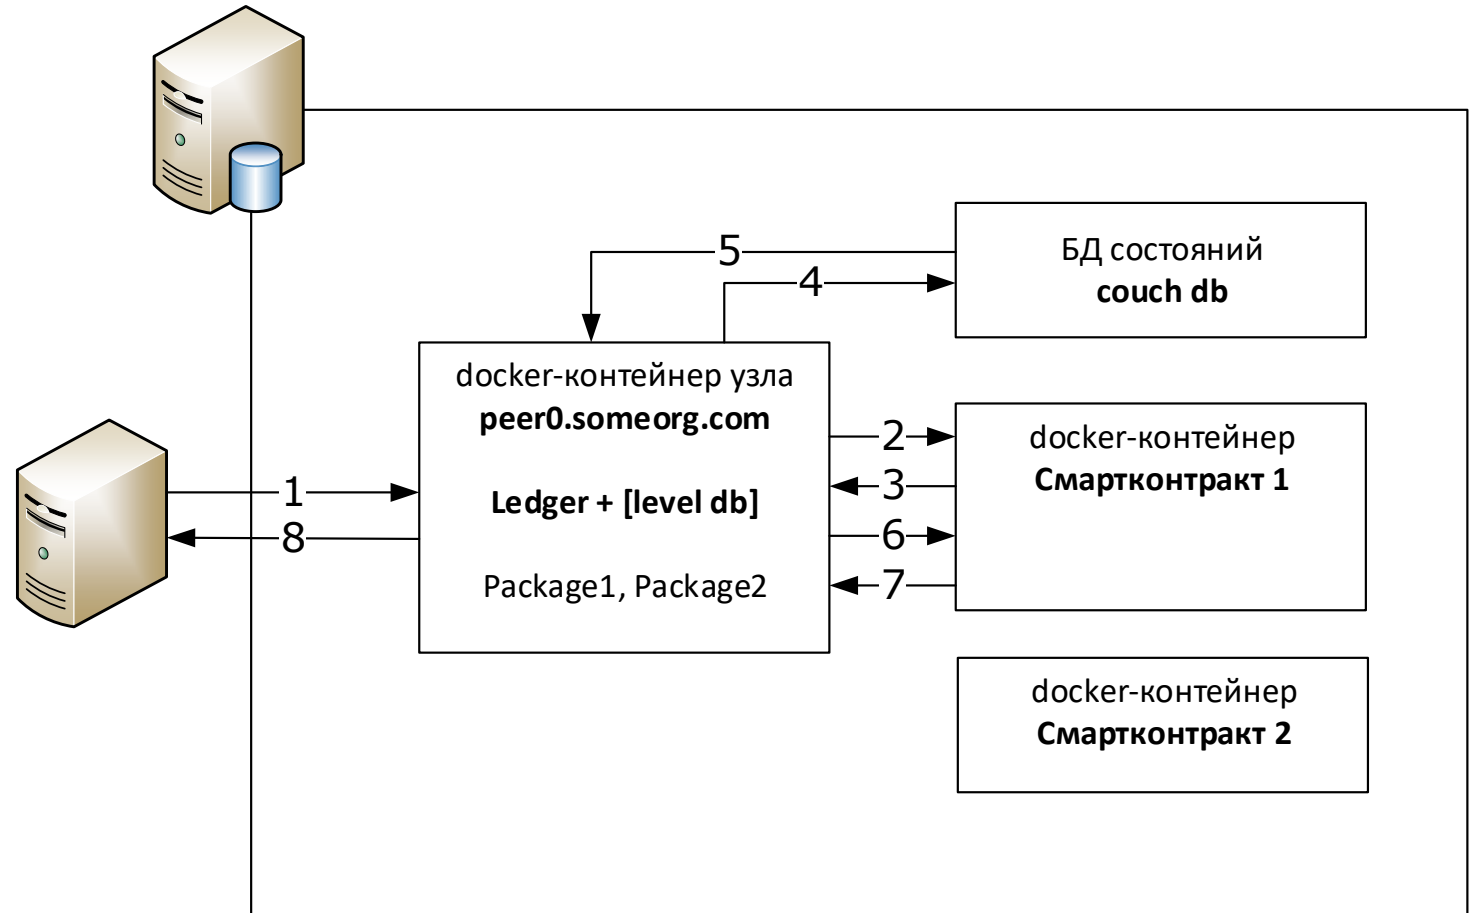 5
4
БД состояний
couch db
docker-контейнер узла
peer0.someorg.com
Ledger + [level db]
Package1, Package2
1
8
2
3
6
7
docker-контейнер
Смартконтракт 1
docker-контейнер
Смартконтракт 2